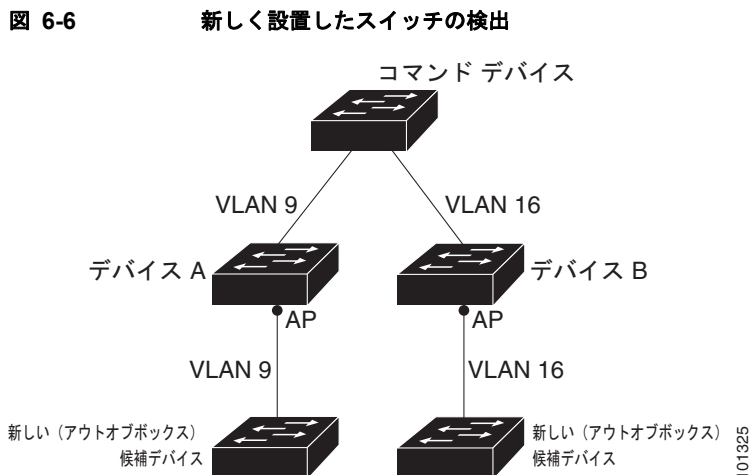 図 6-6 新しく設置したスイッチの検出
コマンド デバイス
VLAN 9
VLAN 16
デバイス A
デバイス B
AP
AP
VLAN 9
VLAN 16
新しい（アウトオブボックス）
候補デバイス
新しい（アウトオブボックス）
候補デバイス
101325